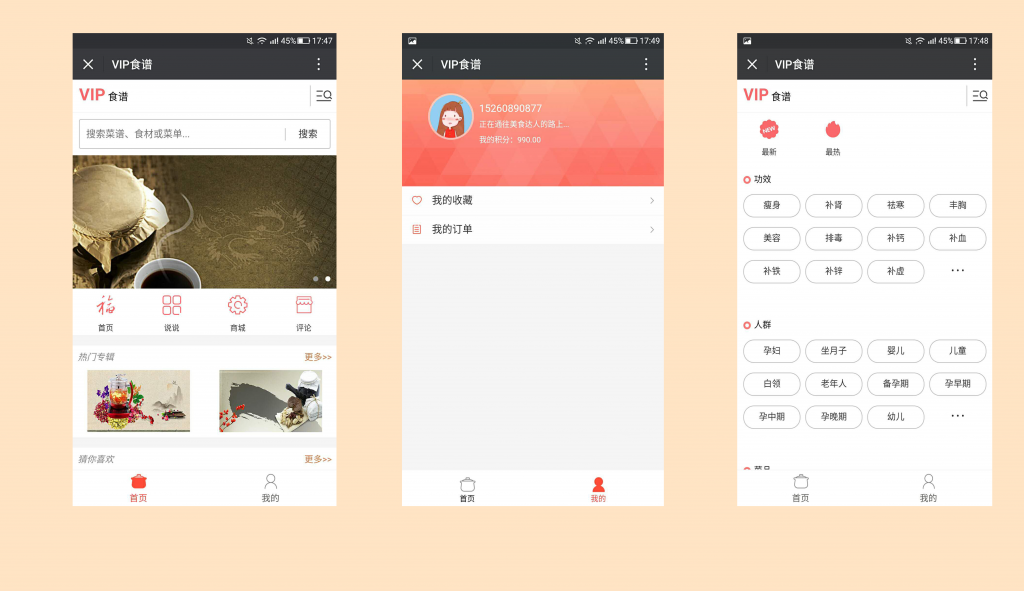 45% 17:47
VIP食谱
VIP 食谱
搜索菜谱、食材或菜单... 搜索
福
首页 说说 商城 评论
热门专辑 更多>>
猜你喜欢 更多>>
首页 我的
45% 17:49
VIP食谱
15260890877
正在通往美食达人的路上...
我的积分：990.00
我的收藏
我的订单
首页 我的
45% 17:48
VIP食谱
VIP 食谱
NEW
最新 最热
功效
瘦身 补肾 祛寒 丰胸
美容 排毒 补钙 补血
补铁 补锌 补虚 ...
人群
孕妇 坐月子 婴儿 儿童
白领 老年人 备孕期 孕早期
孕中期 孕晚期 幼儿 ...
首页 我的